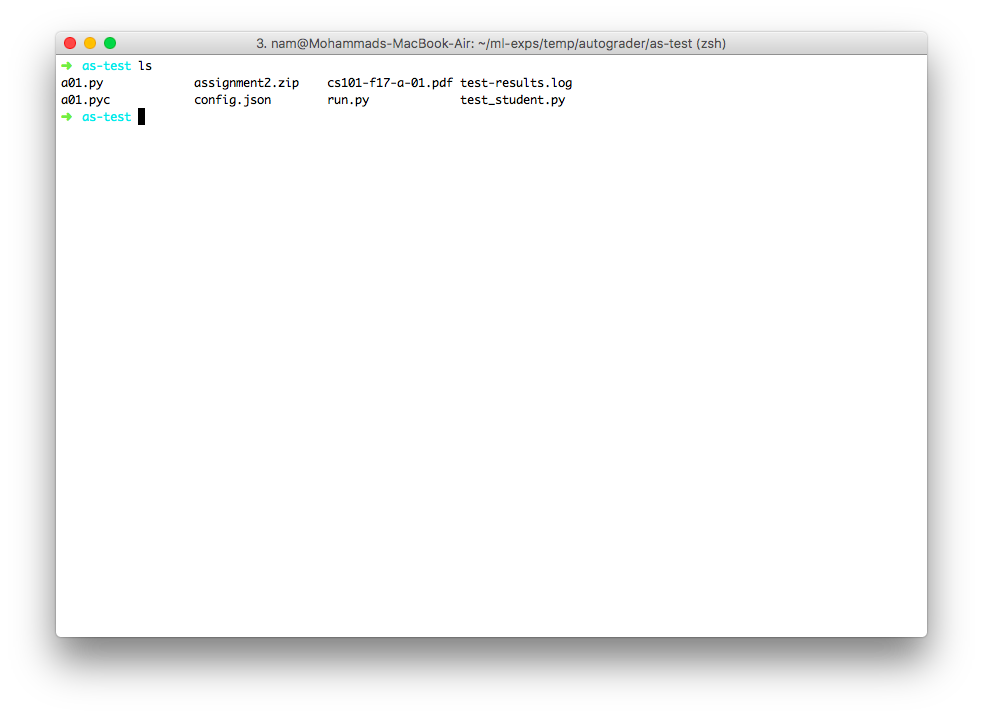 3. nam@Mohammads-MacBook-Air: ~/ml-exps/temp/autograder/as-test (zsh)
➜ as-test ls
a01.py assignment2.zip cs101-f17-a-01.pdf test-results.log
a01.pyc config.json run.py test_student.py
➜ as-test